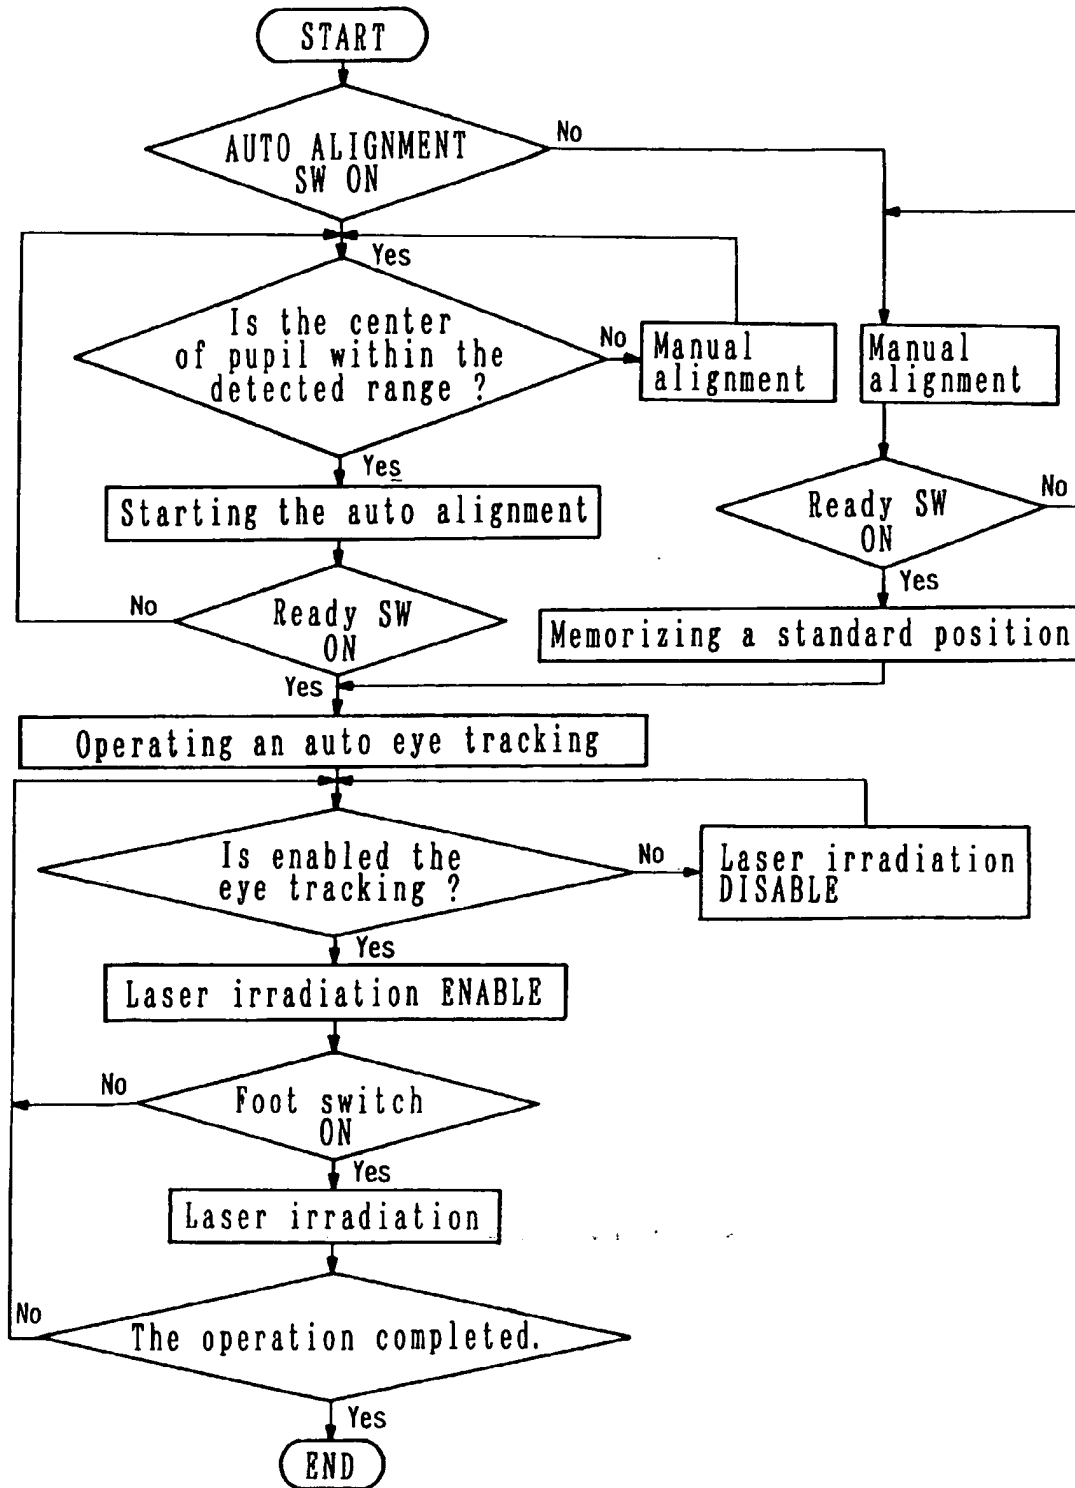 START
AUTO ALIGNMENT
SW ON
No
Yes
Is the center
of pupil within the
detected range ?
No
Manual
alignment
Manual
alignment
Yes
Starting the auto alignment
Ready SW
ON
No
Ready SW
ON
No
Yes
Memorizing a standard position
Yes
Operating an auto eye tracking
Is enabled the
eye tracking ?
No
Laser irradiation
DISABLE
Yes
Laser irradiation ENABLE
No
Foot switch
ON
Yes
Laser irradiation
No
The operation completed.
Yes
END